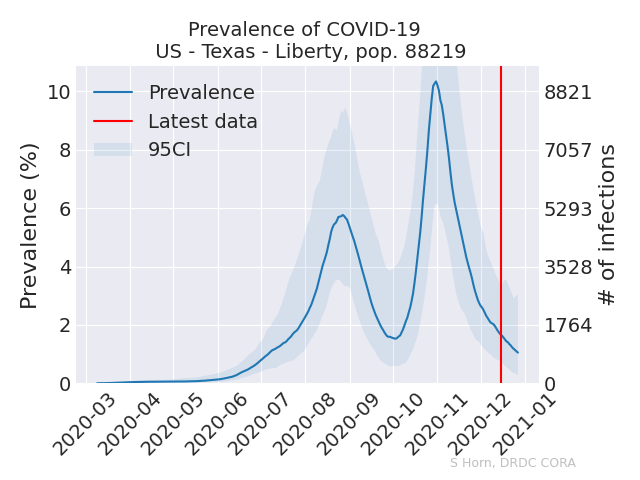 Prevalence of COVID-19
US - Texas - Liberty, pop. 88219
Prevalence
Latest data
95CI
Prevalence (%)
10
8
6
4
2
0
8821
7057
5293
3528
1764
0
# of infections
2020-03
2020-04
2020-05
2020-06
2020-07
2020-08
2020-09
2020-10
2020-11
2020-12
2021-01
S Horn, DRDC CORA